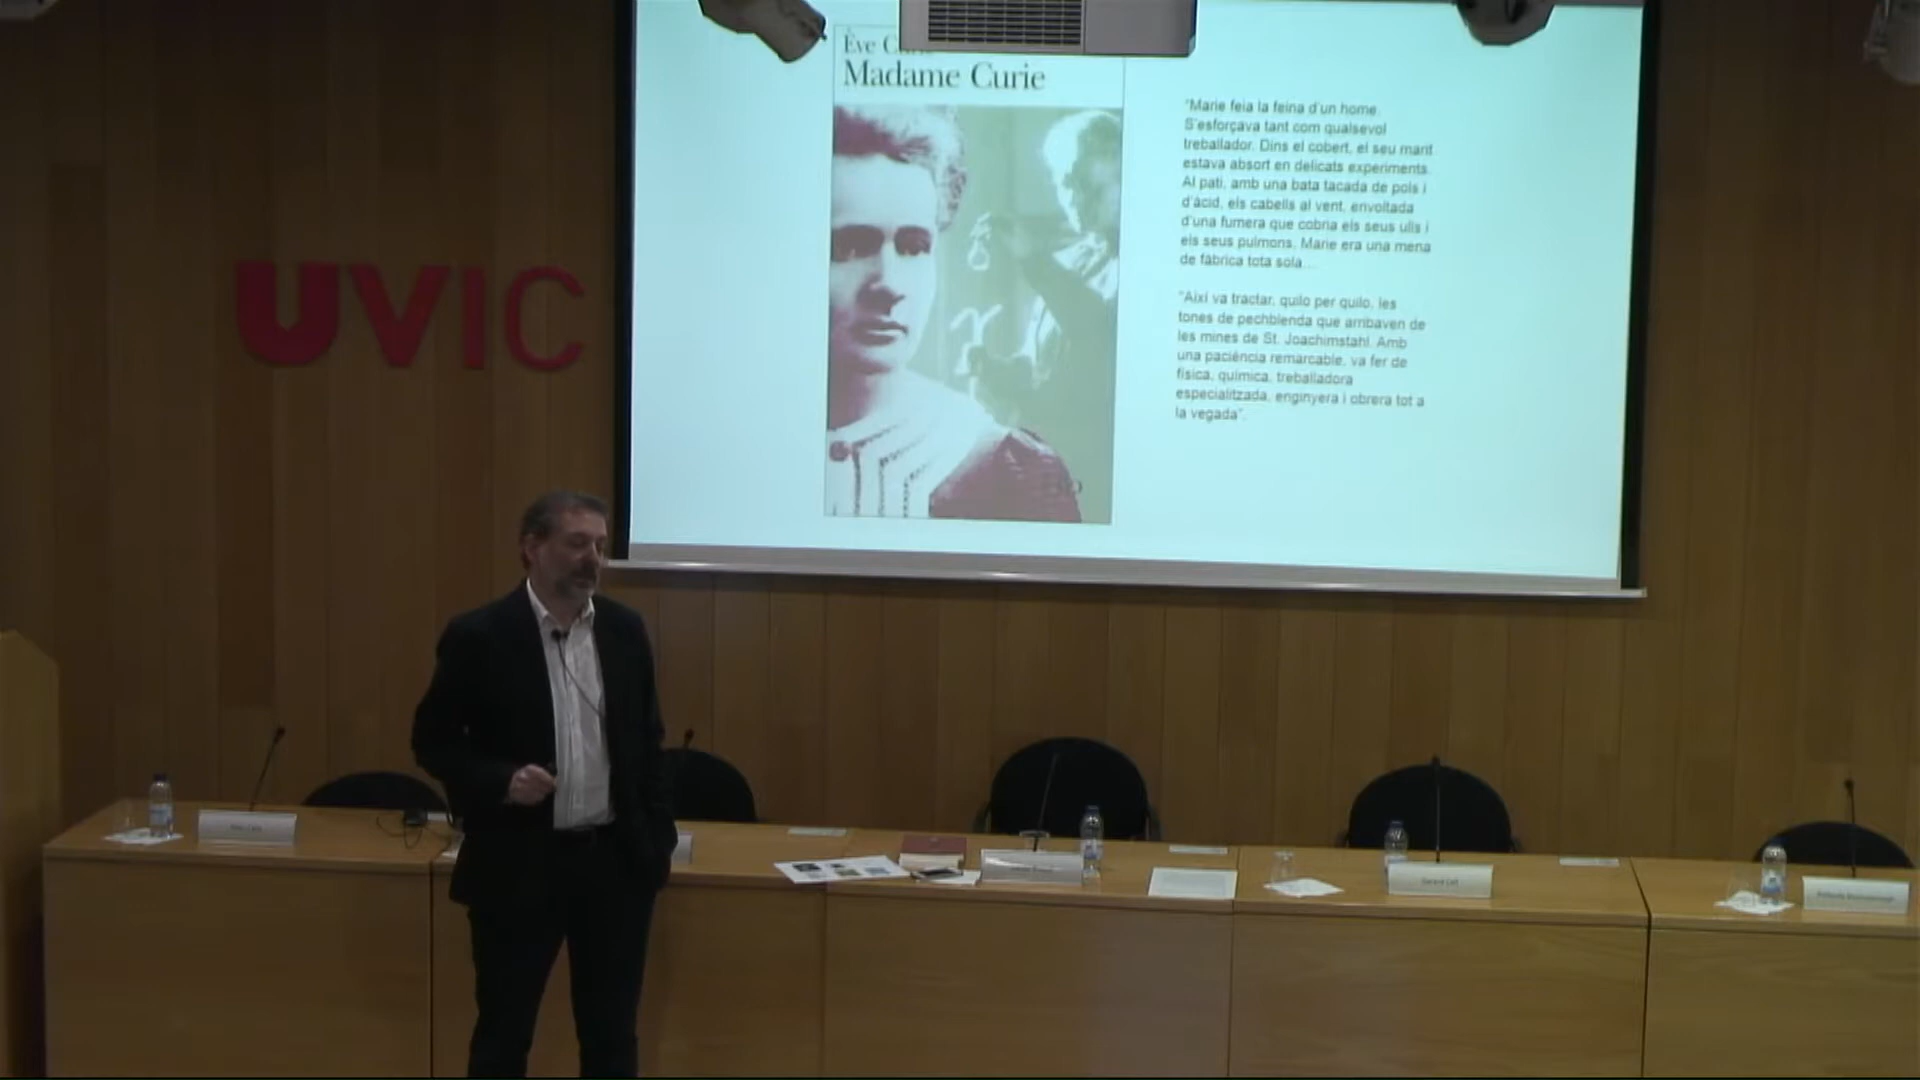 Ève
Madame Curie
"Marie feia la feina d'un home.
S'esforçava tant com qualsevol
treballador. Dins el cobert, el seu marit
estava absort en delicats experiments.
Al pati, amb una bata tacada de pols i
d'àcid, els cabells al vent, envoltada
d'una fumera que cobria els seus ulls i
els seus pulmons, Marie era una mena
de fàbrica tota sola...
"Així va tractar, quilo per quilo, les
tones de pechblenda que arribaven de
les mines de St. Joachimstahl. Amb
una paciència remarcable, va fer de
física, química, treballadora
especialitzada, enginyera i obrera tot a
la vegada".
UVIC